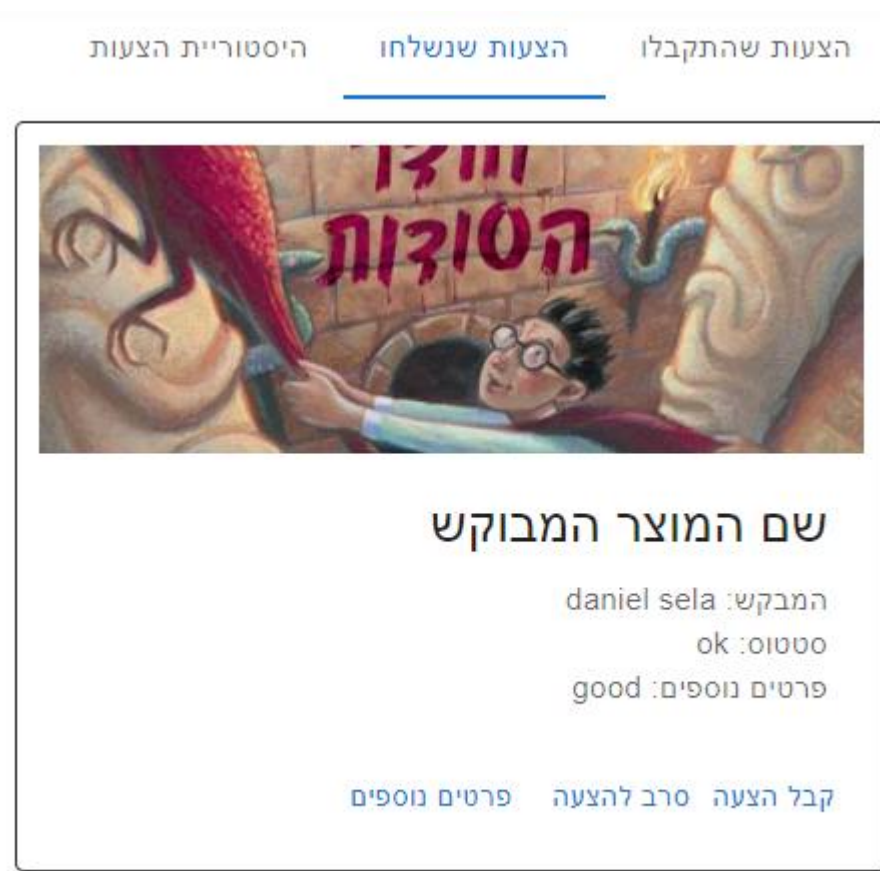 הצעות שהתקבלו הצעות שנשלחו היסטוריית הצעות
הסודות
שם המוצר המבוקש
המבקש: daniel sela
סטטוס: ok
פרטים נוספים: good
קבל הצעה סרב להצעה פרטים נוספים